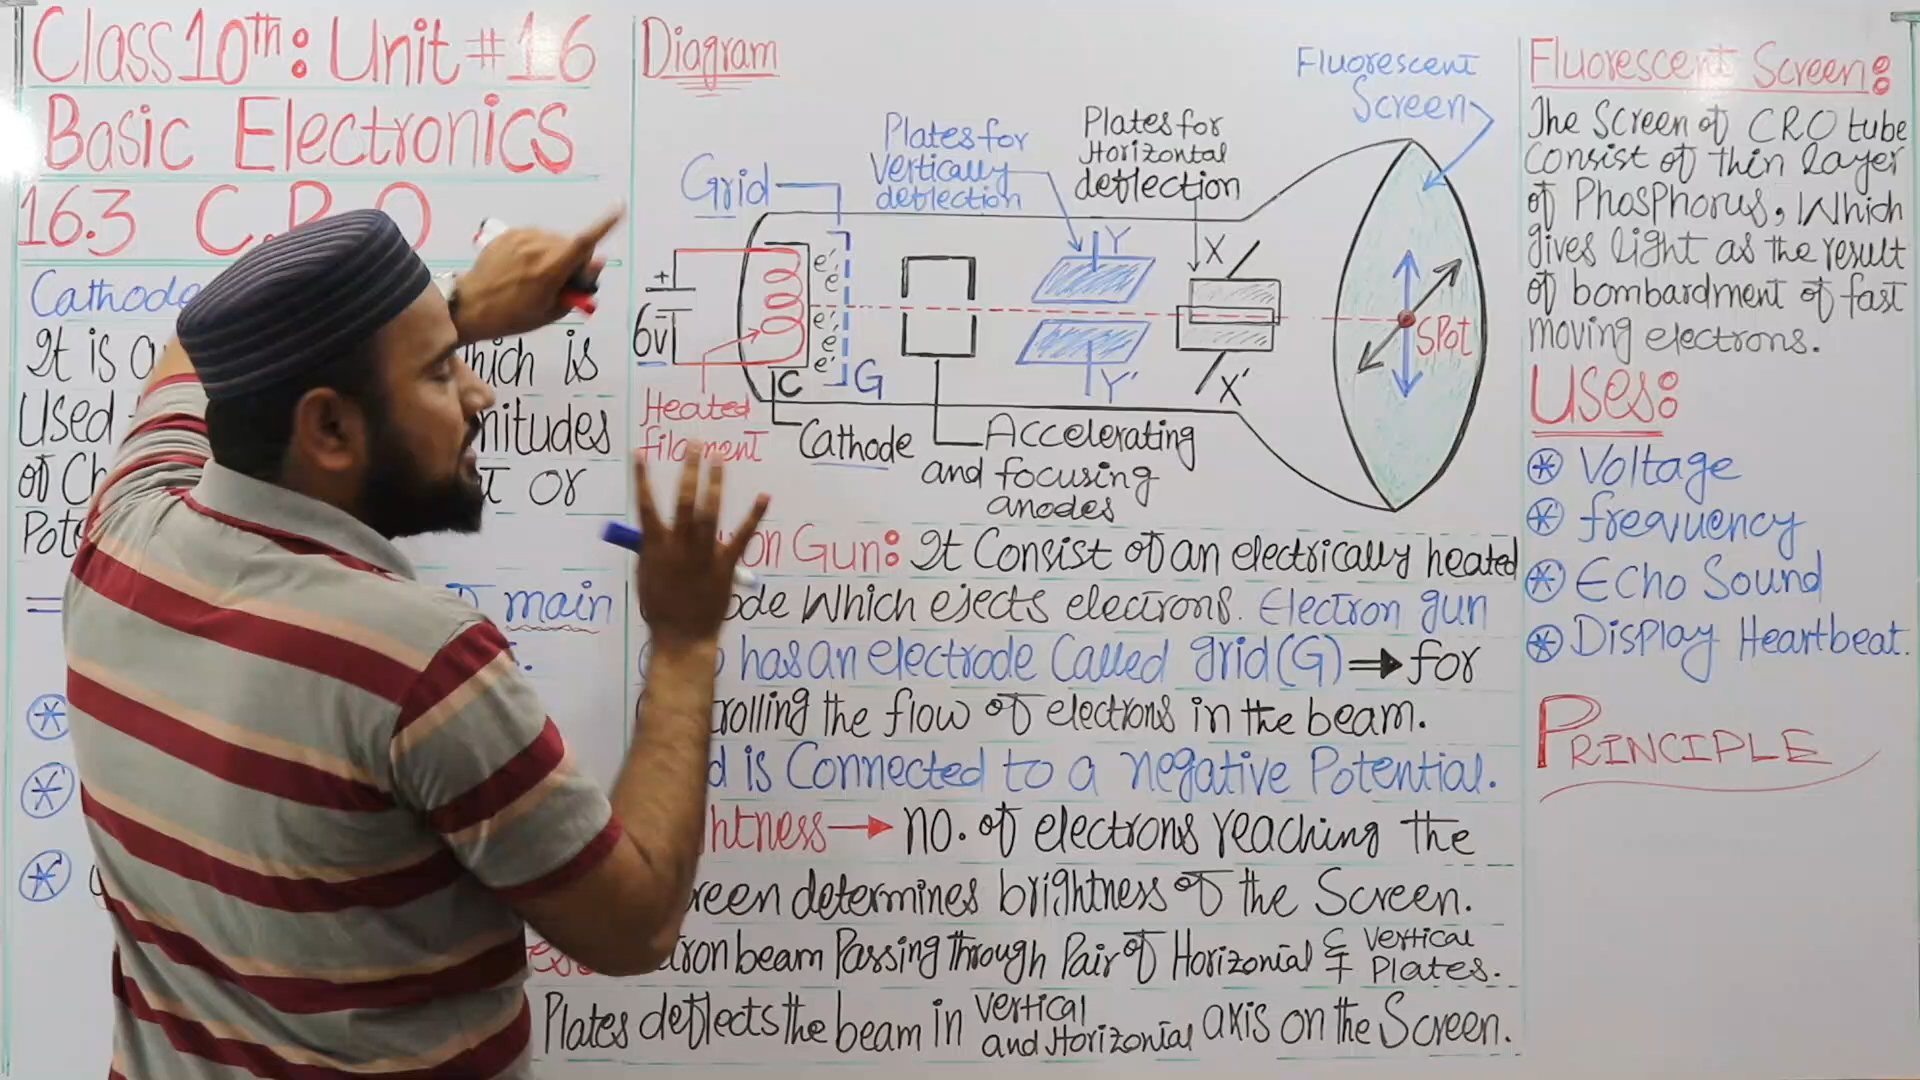 Class 10th: Unit #16
Basic Electronics
16.3 C.R.O
Cathode
It is a which is
Used nitudes
of Ch or
Pote
= main
Diagram
Grid
Plates for
Vertically
deflection
Plates for
Horizontal
deflection
Fluorescent
Screen
+
6v
e' e' e' e' e'
C
G
Y
Y'
X
X'
Spot
Heated
filament
Cathode
Accelerating
and focusing
anodes
on Gun: It Consist of an electrically heated
ode Which ejects electrons. Electron gun
has an electrode Called grid (G) ⇒ for
trolling the flow of electrons in the beam.
d is Connected to a negative Potential.
htness → no. of electrons reaching the
reen determines brightness of the Screen.
tron beam Passing through Pair of Horizontal & Vertical Plates.
Plates deflects the beam in Vertical and Horizontal axis on the Screen.
Fluorescent Screen:
The Screen of CRO tube
Consist of thin layer
of Phosphorus, Which
gives light as the result
of bombardment of fast
moving electrons.
Uses:
Voltage
frequency
Echo Sound
Display Heartbeat.
PRINCIPLE